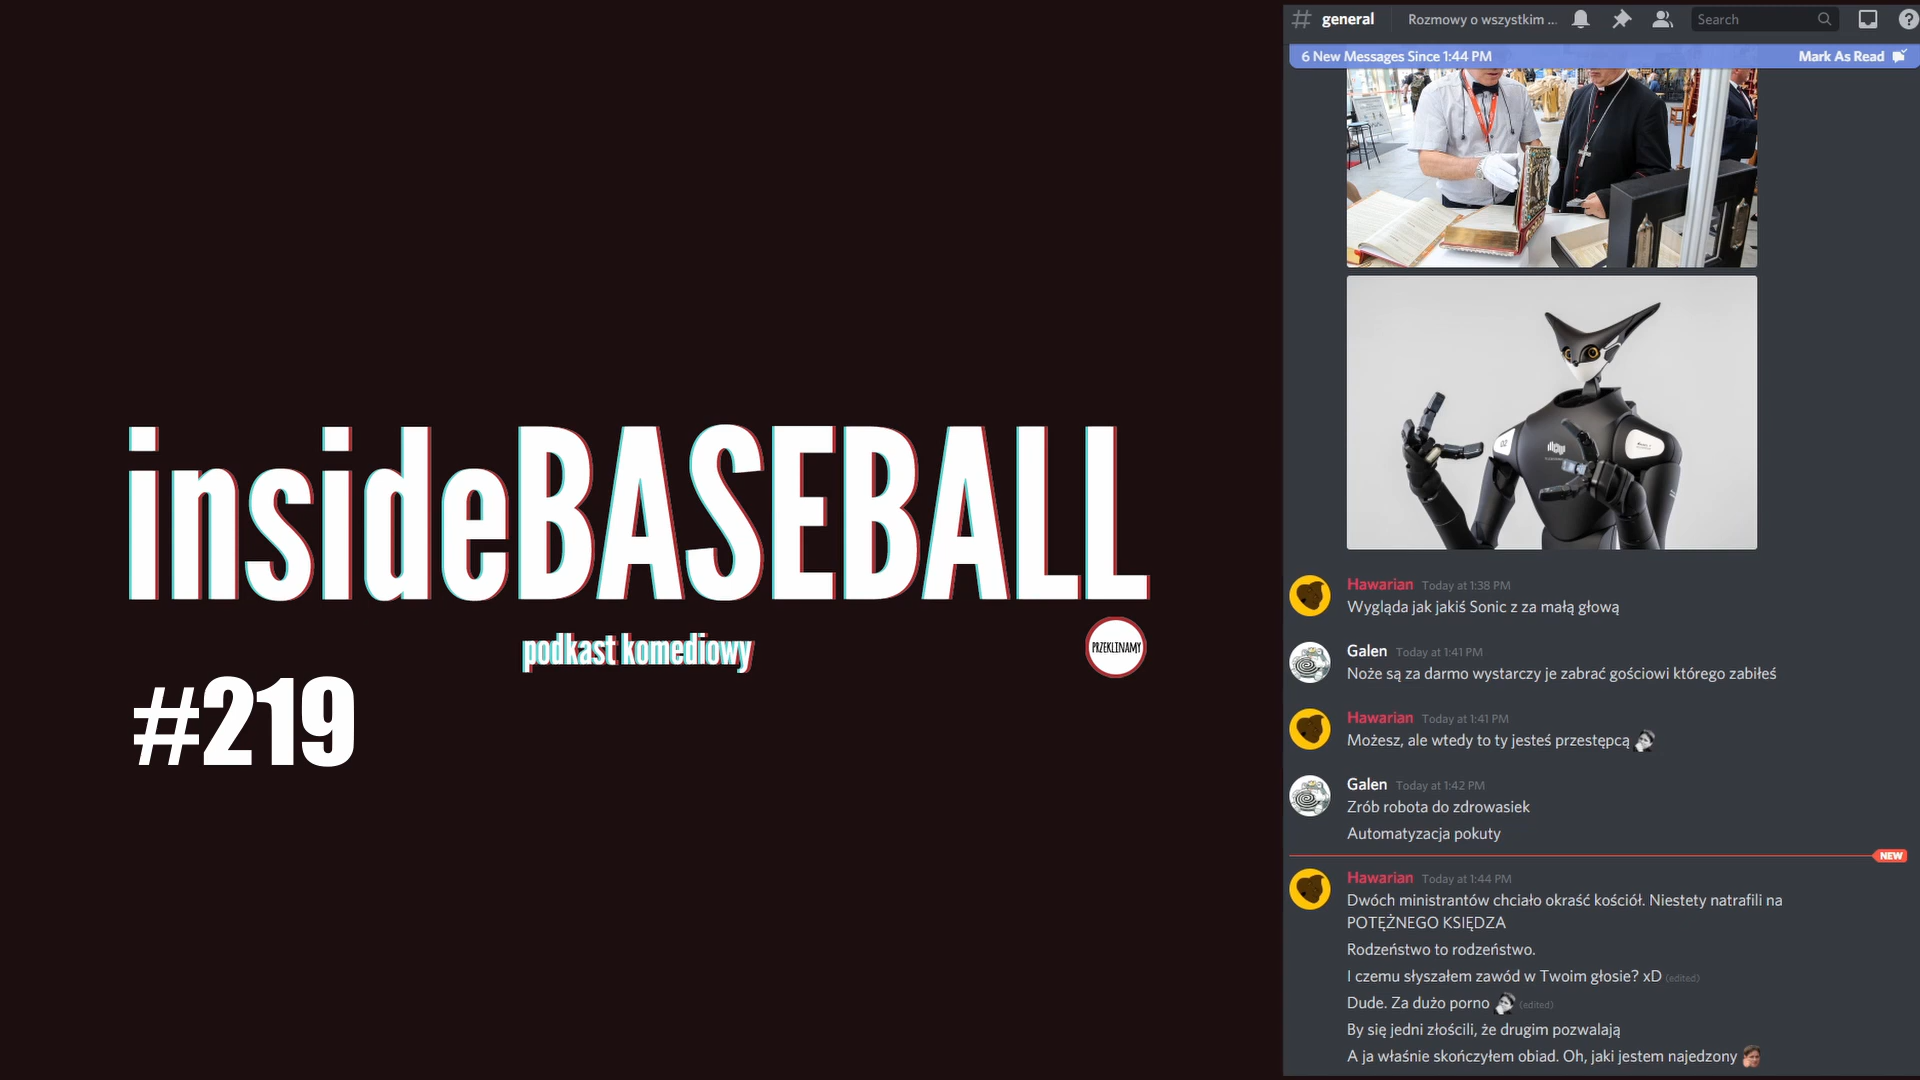 insideBASEBALL
podkast komediowy
PRZEKLINAMY
#219
# general
Rozmowy o wszystkim ...
Search
6 New Messages Since 1:44 PM
Mark As Read
Hawarian Today at 1:38 PM
Wygląda jak jakiś Sonic z za małą głową
Galen Today at 1:41 PM
Noże są za darmo wystarczy je zabrać gościowi którego zabiłeś
Hawarian Today at 1:41 PM
Możesz, ale wtedy to ty jesteś przestępcą
Galen Today at 1:42 PM
Zrób robota do zdrowasiek
Automatyzacja pokuty
NEW
Hawarian Today at 1:44 PM
Dwóch ministrantów chciało okraść kościół. Niestety natrafili na
POTĘŻNEGO KSIĘDZA
Rodzeństwo to rodzeństwo.
I czemu słyszałem zawód w Twoim głosie? xD (edited)
Dude. Za dużo porno (edited)
By się jedni złościli, że drugim pozwalają
A ja właśnie skończyłem obiad. Oh, jaki jestem najedzony